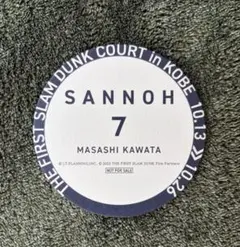 THE FIRST SLAM DUNK COURT in KOBE 10.13 >> 10.26
SANNOH
7
MASASHI KAWATA
NOT FOR SALE